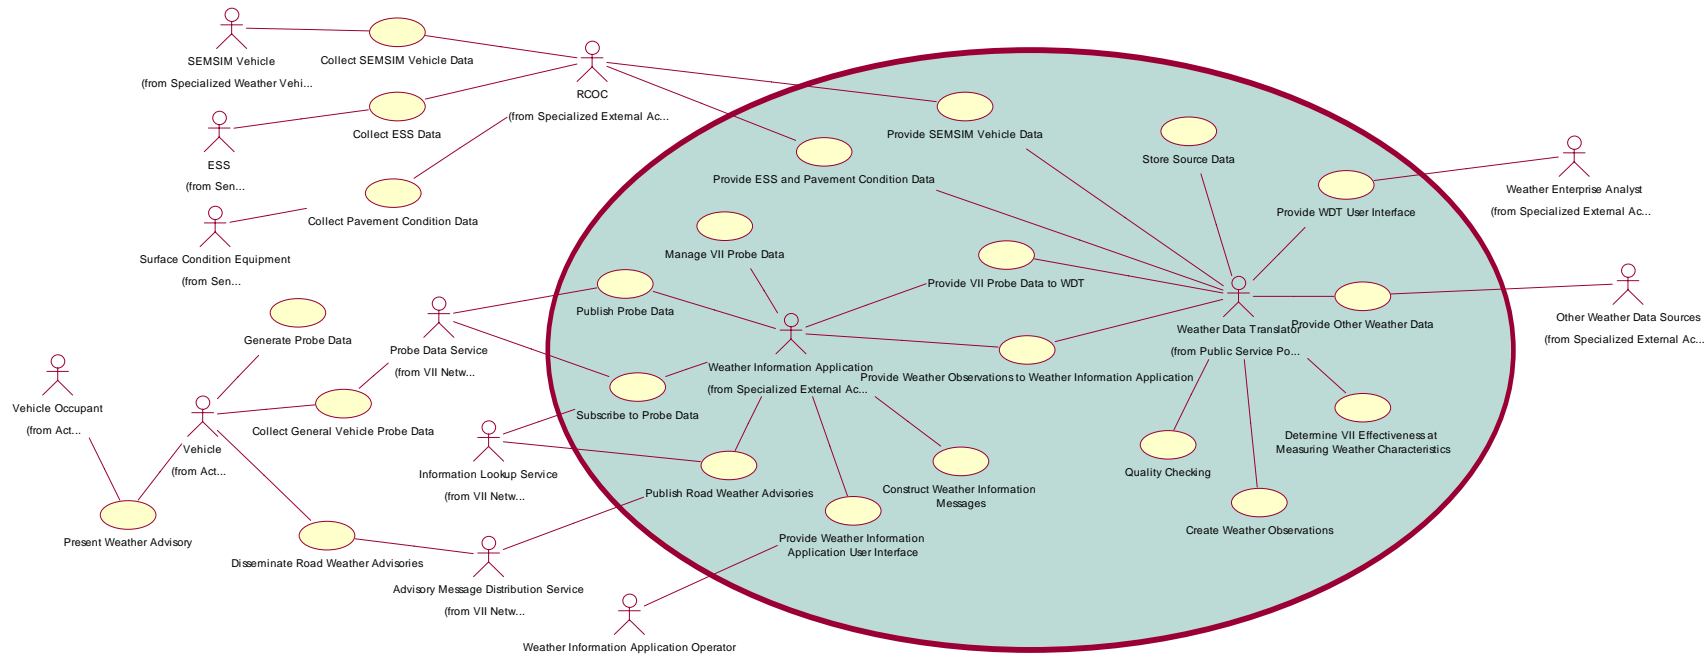 SEMSIM Vehicle
(from Specialized Weather Vehi...
Collect SEMSIM Vehicle Data
RCOC
(from Specialized External Ac...
ESS
(from Sen...
Collect ESS Data
Surface Condition Equipment
(from Sen...
Collect Pavement Condition Data
Provide SEMSIM Vehicle Data
Provide ESS and Pavement Condition Data
Store Source Data
Weather Enterprise Analyst
(from Specialized External Ac...
Provide WDT User Interface
Manage VII Probe Data
Provide VII Probe Data to WDT
Publish Probe Data
Generate Probe Data
Probe Data Service
(from VII Netw...
Weather Information Application
(from Specialized External Ac...
Weather Data Translator
(from Public Service Po...
Provide Other Weather Data
Other Weather Data Sources
(from Specialized External Ac...
Provide Weather Observations to Weather Information Application
Vehicle Occupant
(from Act...
Vehicle
(from Act...
Collect General Vehicle Probe Data
Subscribe to Probe Data
Information Lookup Service
(from VII Netw...
Publish Road Weather Advisories
Construct Weather Information
Messages
Quality Checking
Determine VII Effectiveness at
Measuring Weather Characteristics
Create Weather Observations
Present Weather Advisory
Disseminate Road Weather Advisories
Advisory Message Distribution Service
(from VII Netw...
Provide Weather Information
Application User Interface
Weather Information Application Operator